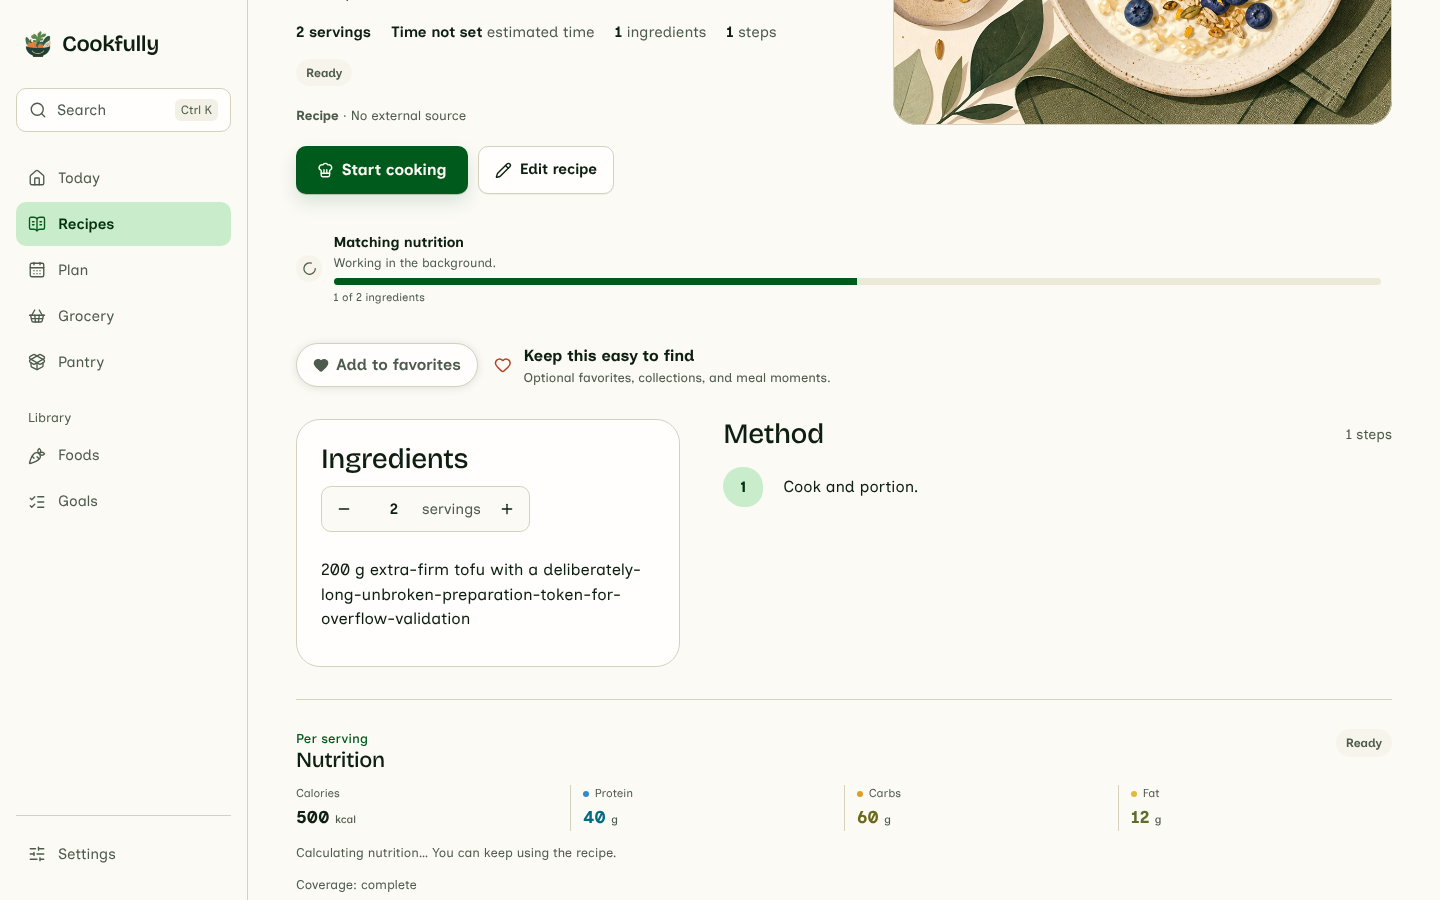 Cookfully
Search Ctrl K
Today
Recipes
Plan
Grocery
Pantry
Library
Foods
Goals
Settings
2 servings Time not set estimated time 1 ingredients 1 steps
Ready
Recipe · No external source
Start cooking Edit recipe
Matching nutrition
Working in the background.
1 of 2 ingredients
Add to favorites
Keep this easy to find
Optional favorites, collections, and meal moments.
Ingredients
− 2 servings +
200 g extra-firm tofu with a deliberately-
long-unbroken-preparation-token-for-
overflow-validation
Method 1 steps
1 Cook and portion.
Per serving
Nutrition Ready
Calories Protein Carbs Fat
500 kcal 40 g 60 g 12 g
Calculating nutrition... You can keep using the recipe.
Coverage: complete